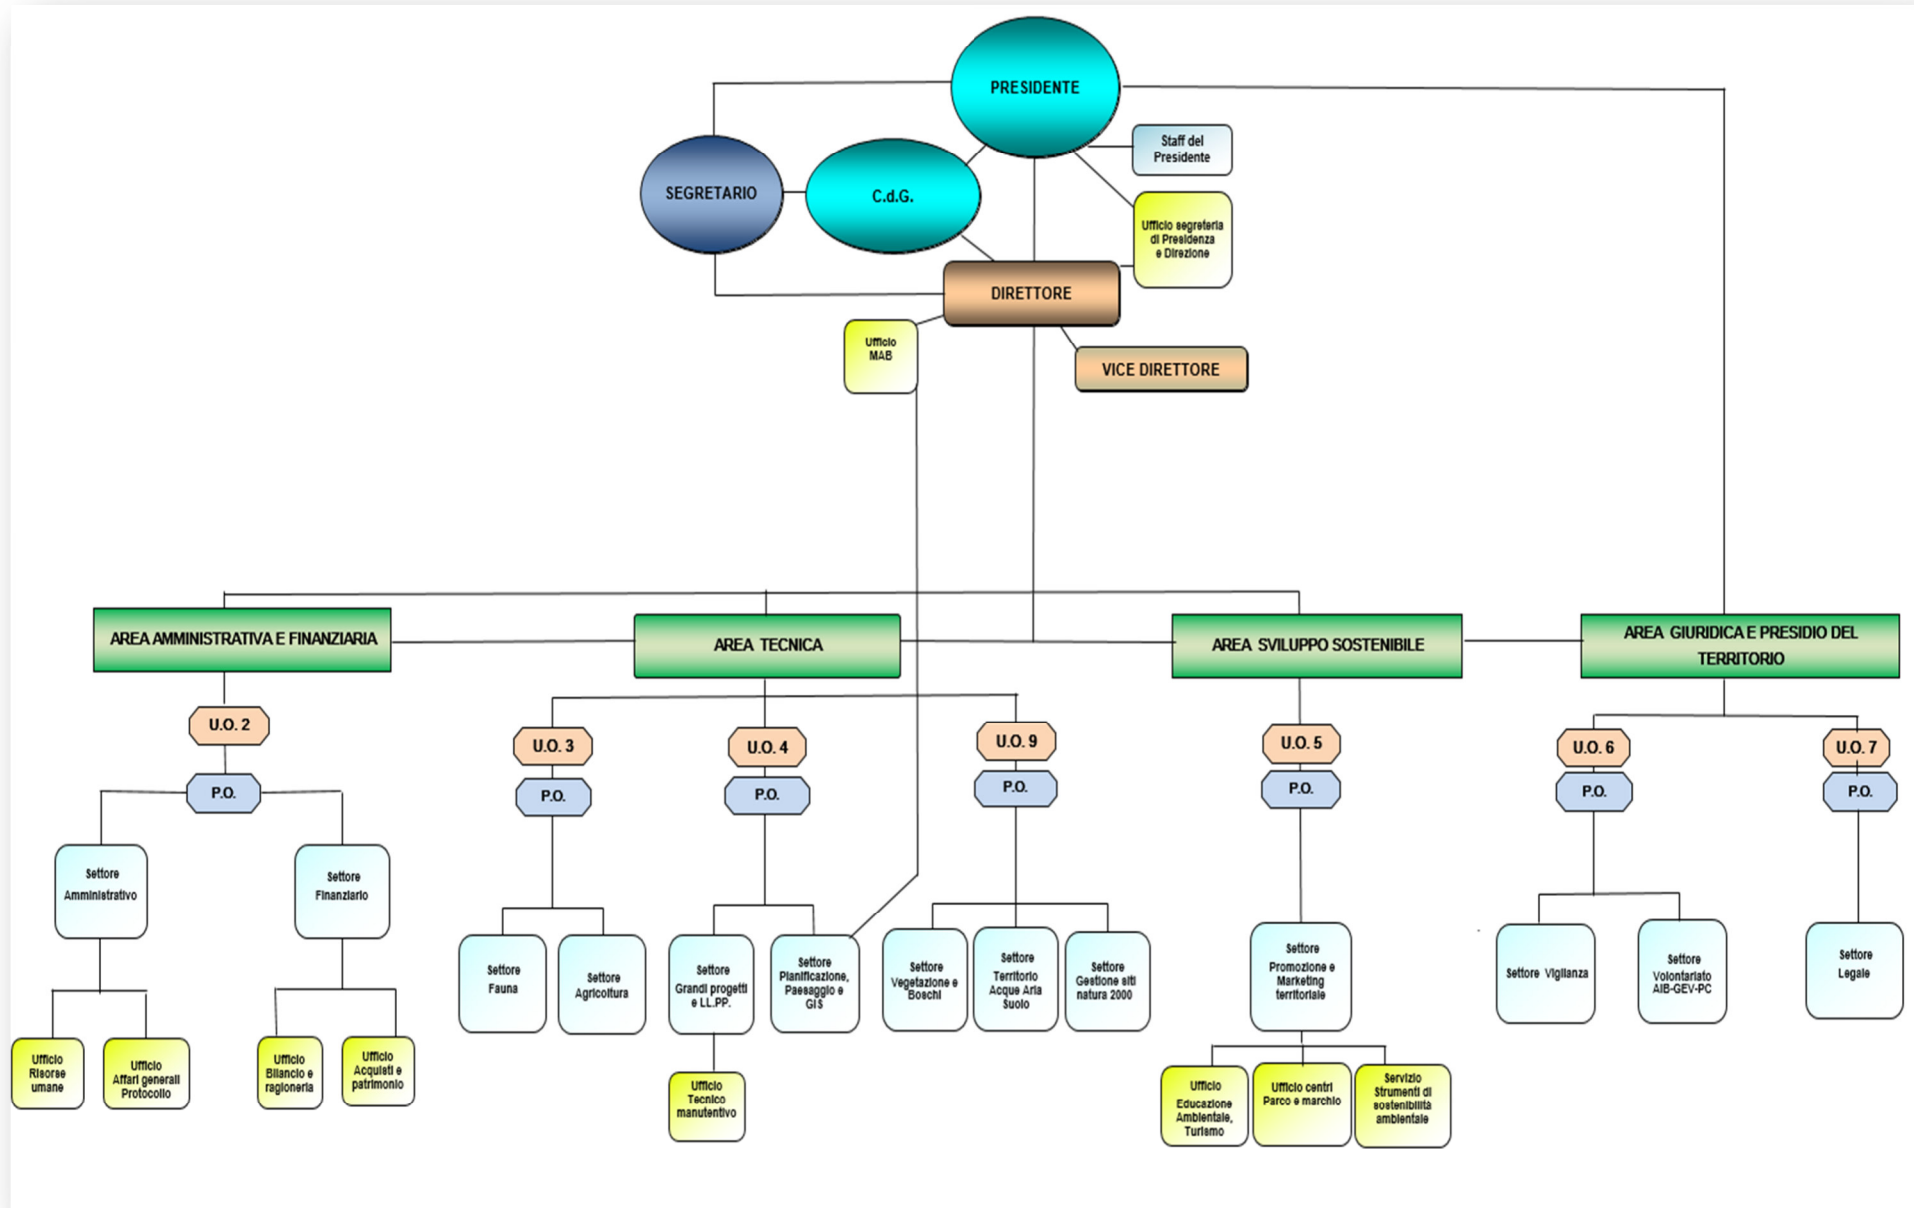 PRESIDENTE
Staff del
Presidente
SEGRETARIO
C.d.G.
Ufficio segreteria
di Presidenza
e Direzione
DIRETTORE
Ufficio
MAB
VICE DIRETTORE
AREA AMMINISTRATIVA E FINANZIARIA
AREA TECNICA
AREA SVILUPPO SOSTENIBILE
AREA GIURIDICA E PRESIDIO DEL
TERRITORIO
U.O. 2
U.O. 3
U.O. 4
U.O. 9
U.O. 5
U.O. 6
U.O. 7
P.O.
P.O.
P.O.
P.O.
P.O.
P.O.
P.O.
Settore
Amministrativo
Settore
Finanziario
Settore
Fauna
Settore
Agricoltura
Settore
Grandi progetti
e LL.PP.
Settore
Pianificazione,
Paesaggio e
GIS
Settore
Vegetazione e
Boschi
Settore
Territorio
Acque Aria
Suolo
Settore
Gestione siti
natura 2000
Settore
Promozione e
Marketing
territoriale
Settore Vigilanza
Settore
Volontariato
AIB-GEV-PC
Settore
Legale
Ufficio
Risorse
umane
Ufficio
Affari generali
Protocollo
Ufficio
Bilancio e
ragioneria
Ufficio
Acquisti e
patrimonio
Ufficio
Tecnico
manutentivo
Ufficio
Educazione
Ambientale,
Turismo
Ufficio centri
Parco e marchio
Servizio
Strumenti di
sostenibilità
ambientale